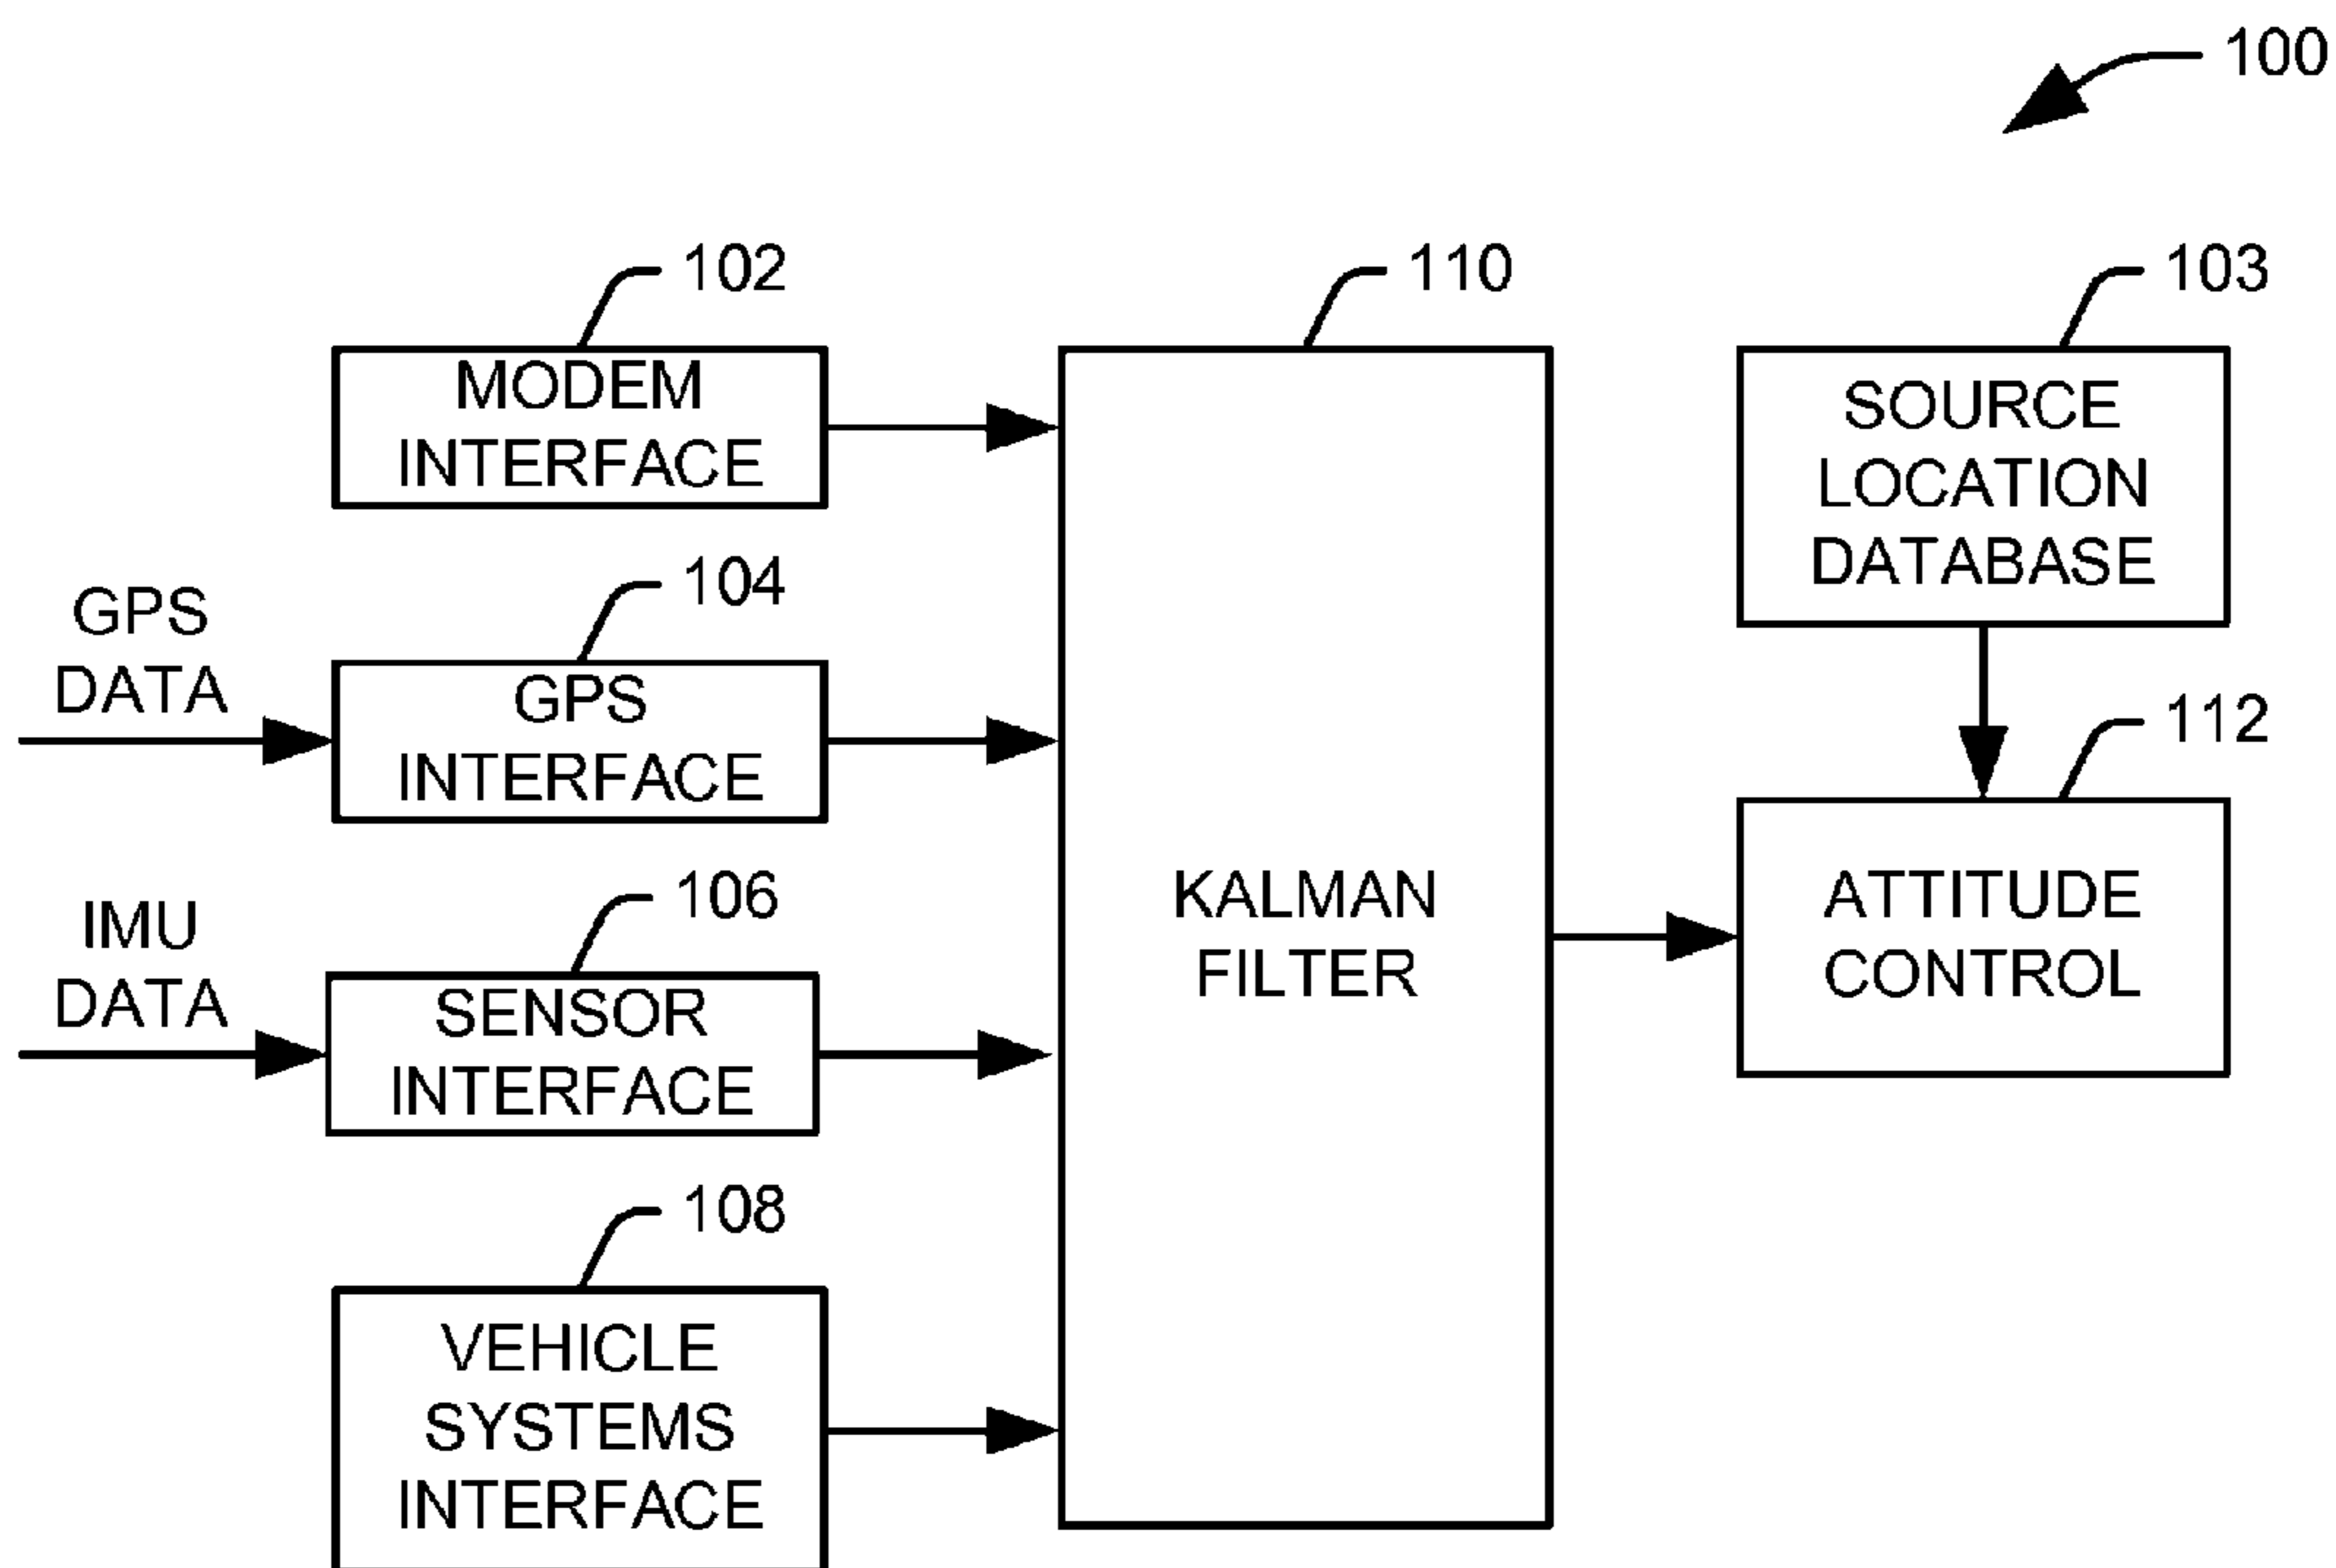 100
102
110
103
MODEM
INTERFACE
SOURCE
LOCATION
DATABASE
104
GPS
DATA
GPS
INTERFACE
112
106
IMU
DATA
SENSOR
INTERFACE
KALMAN
FILTER
ATTITUDE
CONTROL
108
VEHICLE
SYSTEMS
INTERFACE